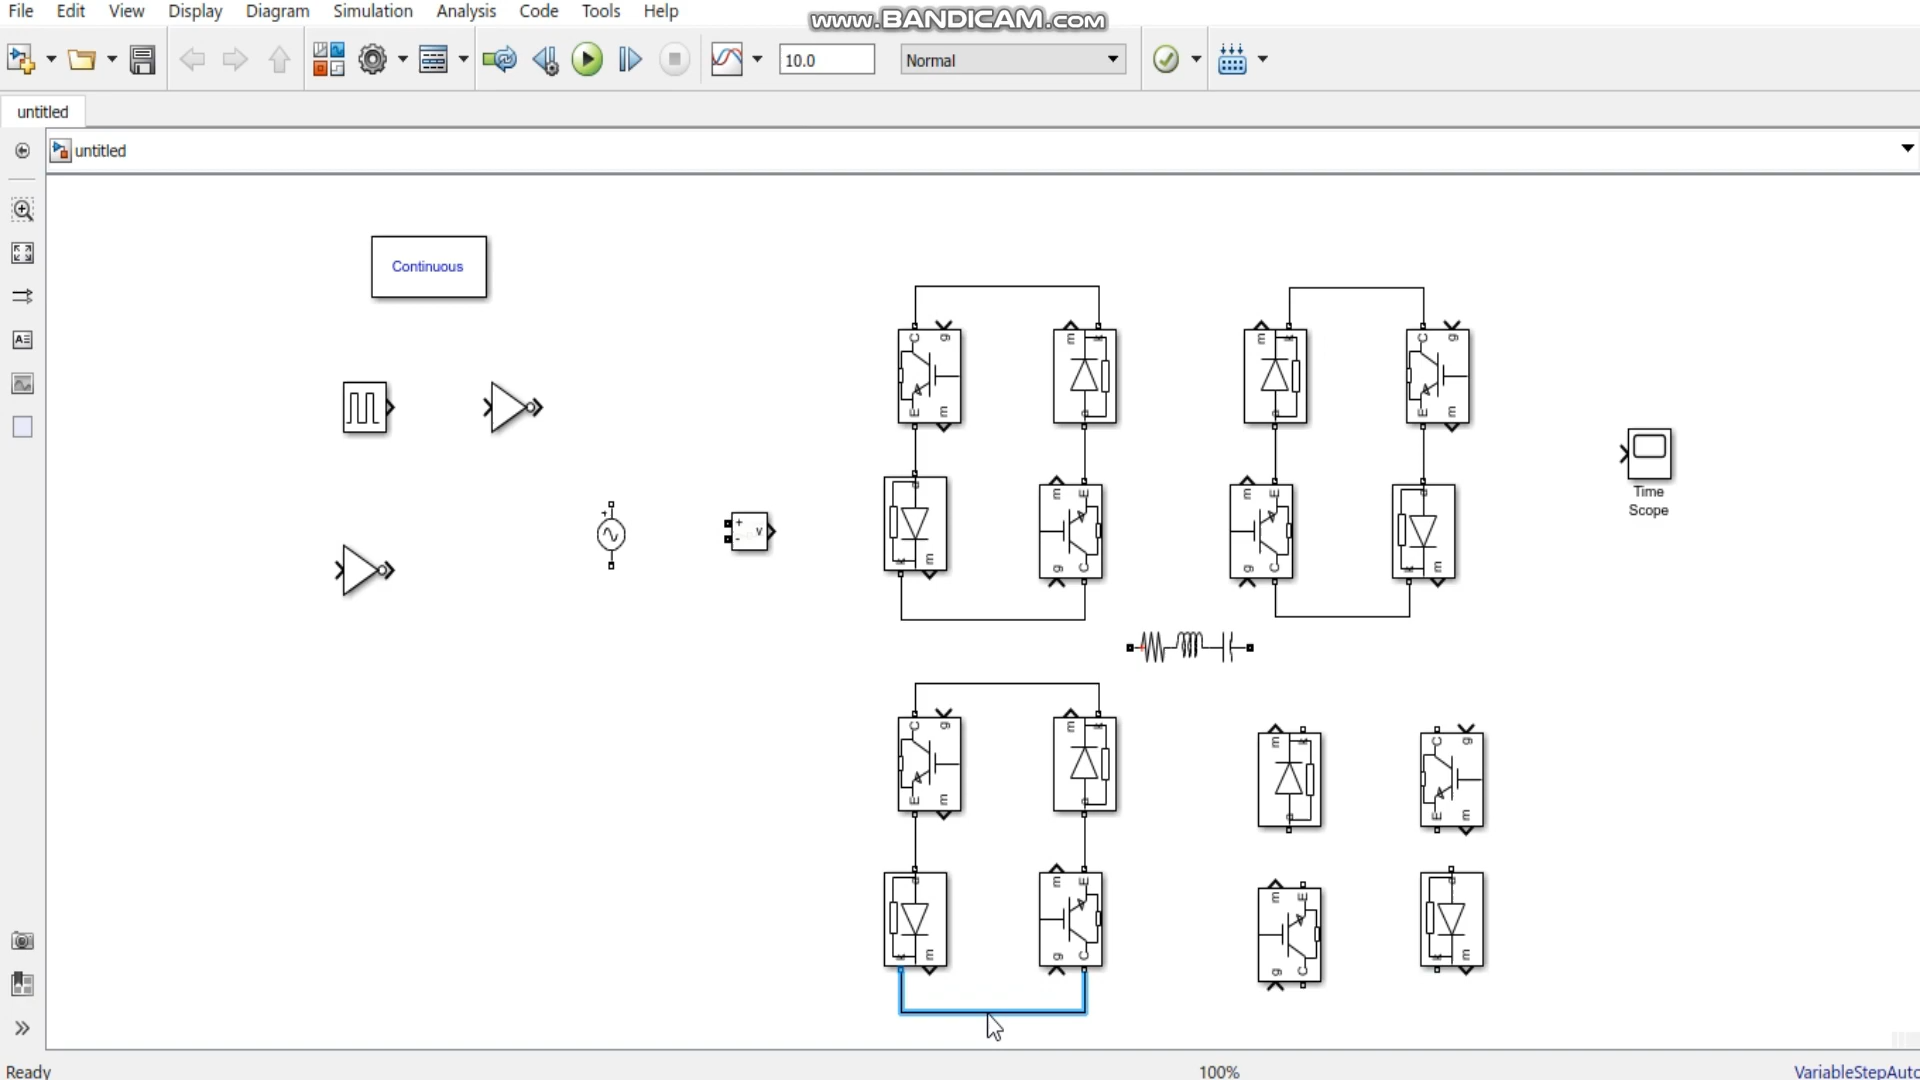 File Edit View Display Diagram Simulation Analysis Code Tools Help
www.BANDICAM.com
10.0
Normal
untitled
untitled
Continuous
C g
m k
m k
C g
E m
a
a
E m
Time
Scope
a
m E
m E
a
+
-
v
k m
g C
g C
k m
C g
m k
m k
C g
E m
a
a
E m
a
m E
m E
a
k m
g C
g C
k m
Ready
100%
VariableStepAuto